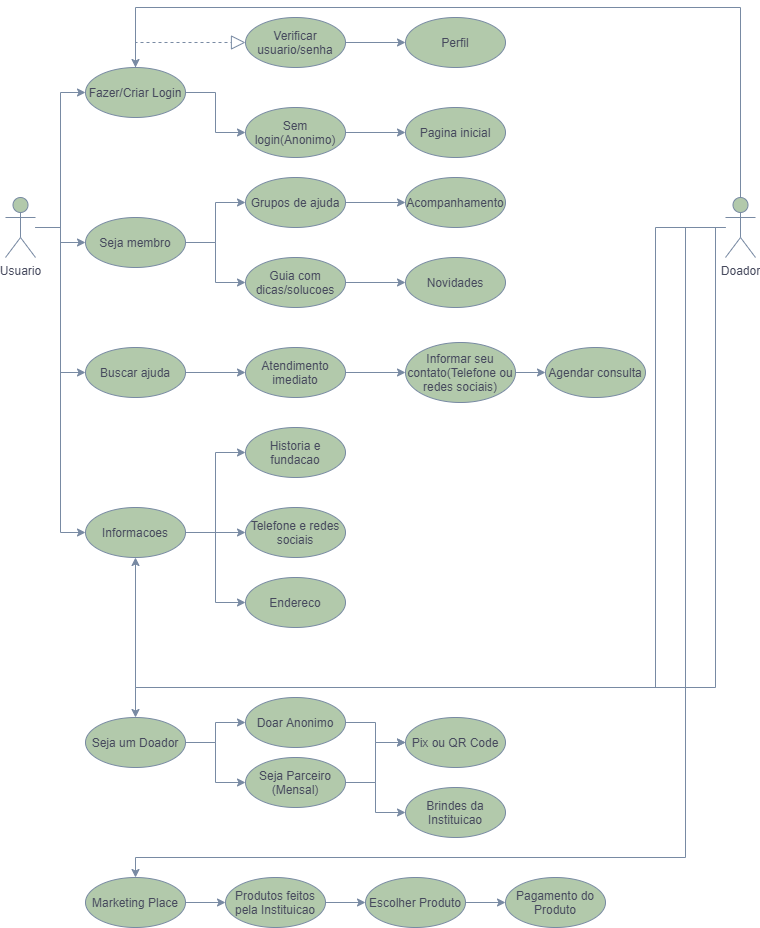 Verificar
usuario/senha
Perfil
Fazer/Criar Login
Sem
login(Anonimo)
Pagina inicial
Usuario
Doador
Seja membro
Grupos de ajuda
Acompanhamento
Guia com
dicas/solucoes
Novidades
Buscar ajuda
Atendimento
imediato
Informar seu
contato(Telefone ou
redes sociais)
Agendar consulta
Informacoes
Historia e
fundacao
Telefone e redes
sociais
Endereco
Seja um Doador
Doar Anonimo
Pix ou QR Code
Seja Parceiro
(Mensal)
Brindes da
Instituicao
Marketing Place
Produtos feitos
pela Instituicao
Escolher Produto
Pagamento do
Produto